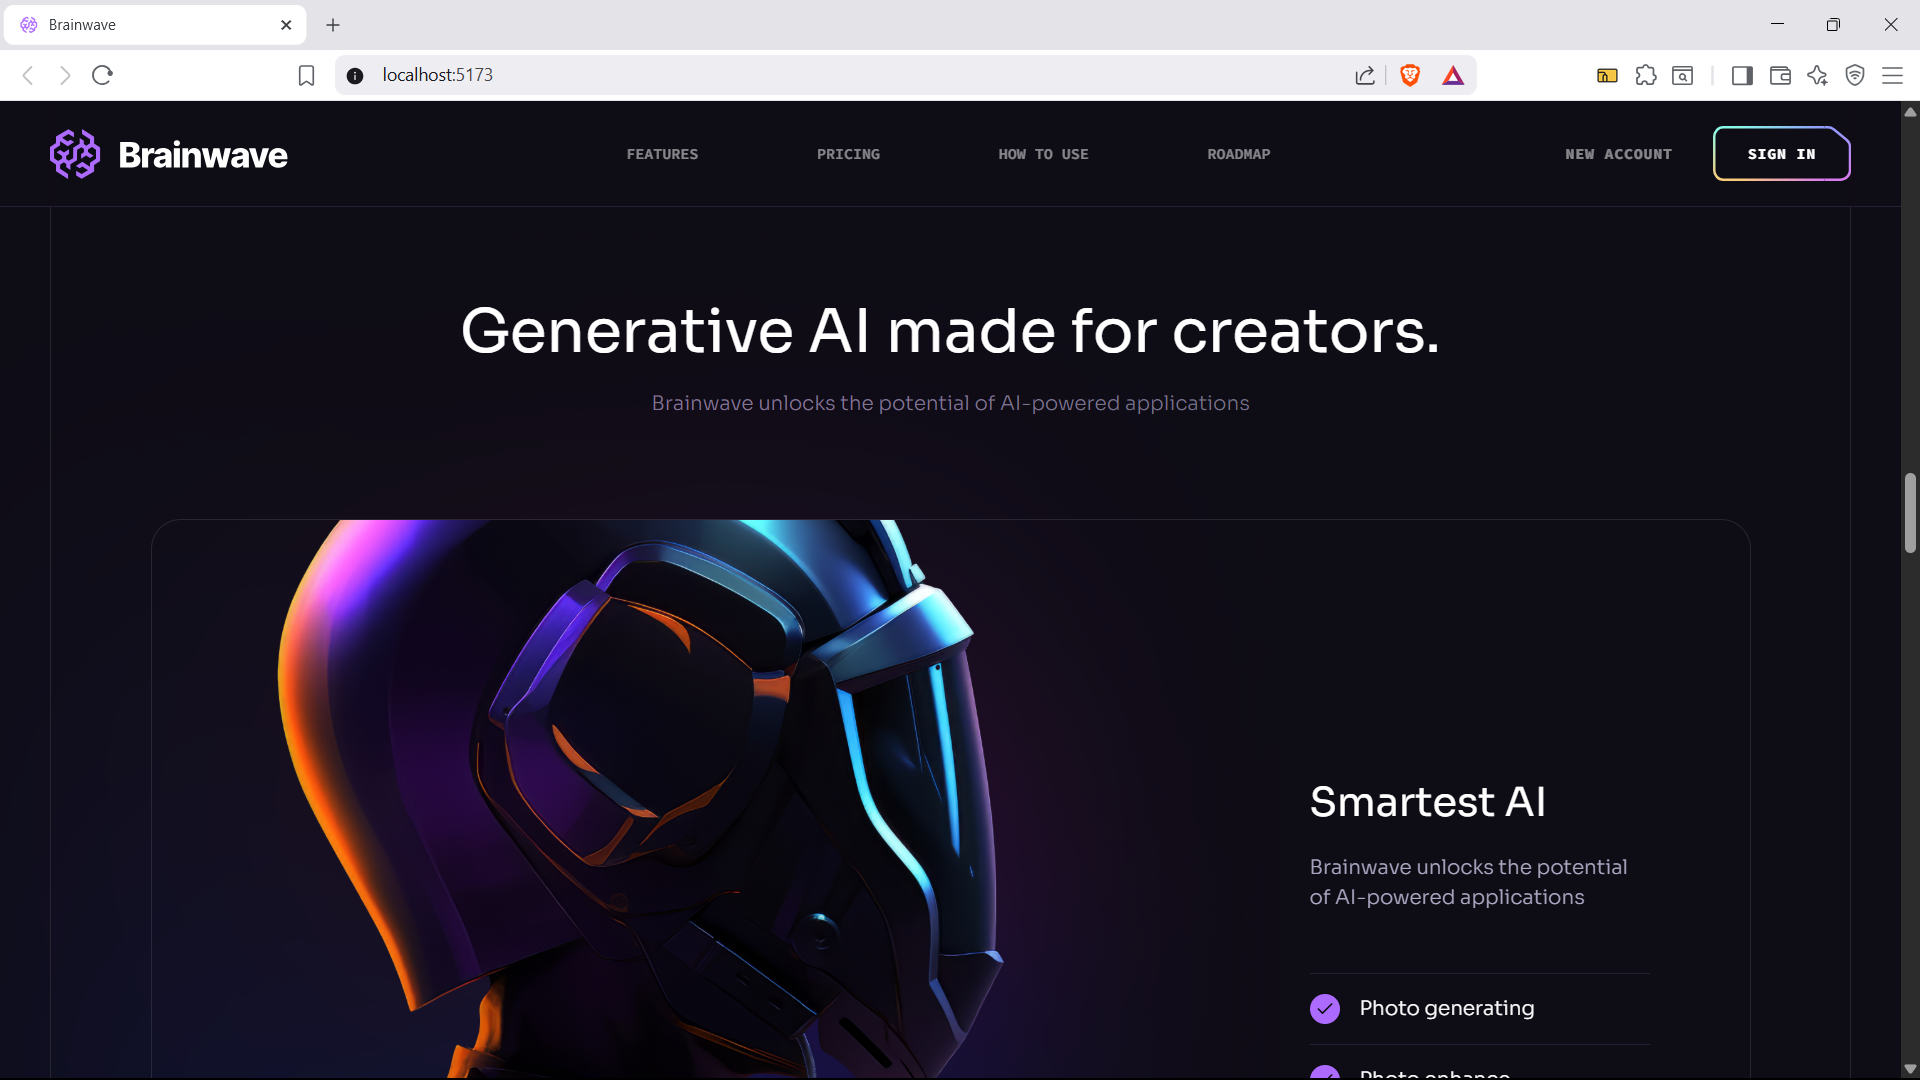 Brainwave
localhost:5173
Brainwave
FEATURES
PRICING
HOW TO USE
ROADMAP
NEW ACCOUNT
SIGN IN
Generative AI made for creators.
Brainwave unlocks the potential of AI-powered applications
Smartest AI
Brainwave unlocks the potential
of AI-powered applications
Photo generating
Photo enhance